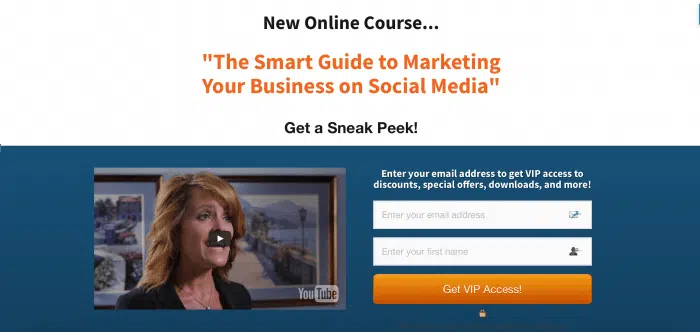 New Online Course...
"The Smart Guide to Marketing
Your Business on Social Media"
Get a Sneak Peek!
Enter your email address to get VIP access to
discounts, special offers, downloads, and more!
Enter your email address
Enter your first name
YouTube
Get VIP Access!